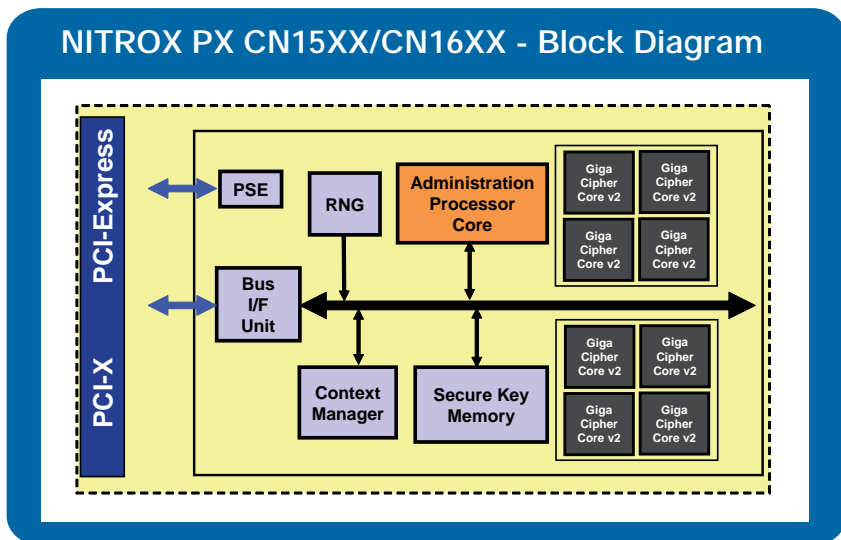 NITROX PX CN15XX/CN16XX - Block Diagram
PCI-Express
PCI-X
PSE
RNG
Administration
Processor
Core
Bus
I/F
Unit
Context
Manager
Secure Key
Memory
Giga
Cipher
Core v2
Giga
Cipher
Core v2
Giga
Cipher
Core v2
Giga
Cipher
Core v2
Giga
Cipher
Core v2
Giga
Cipher
Core v2
Giga
Cipher
Core v2
Giga
Cipher
Core v2